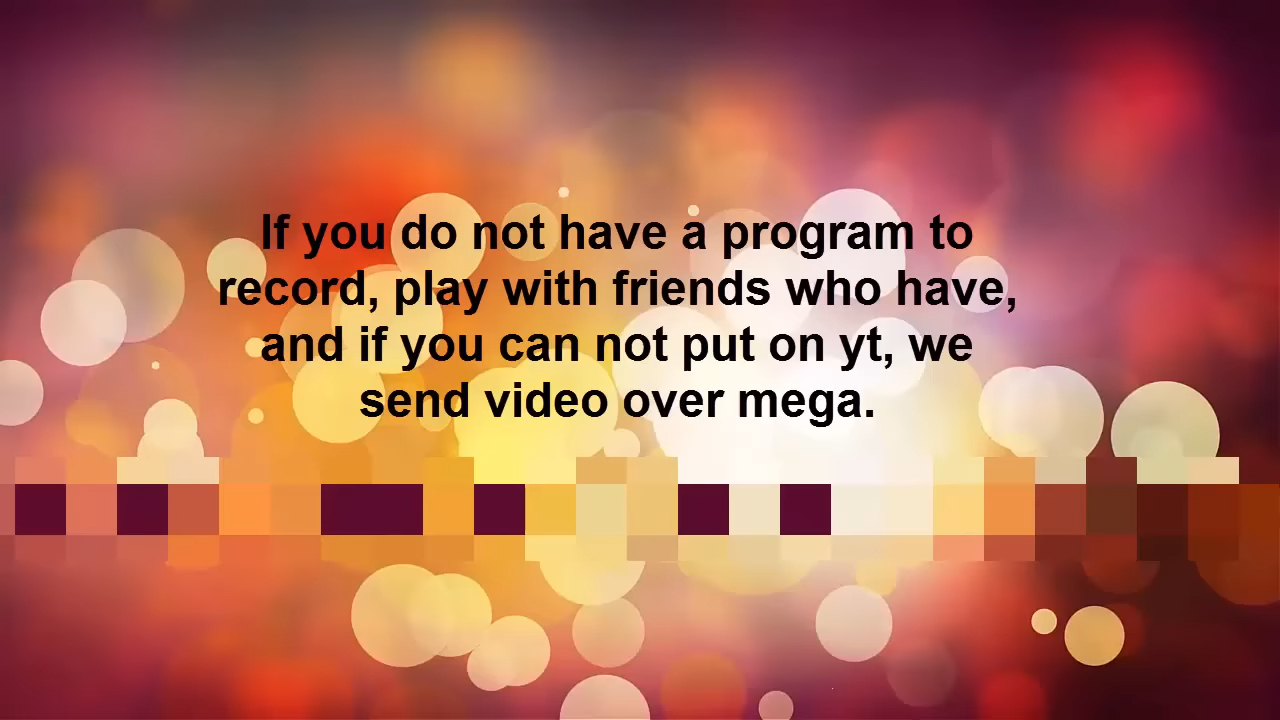 If you do not have a program to
record, play with friends who have,
and if you can not put on yt, we
send video over mega.